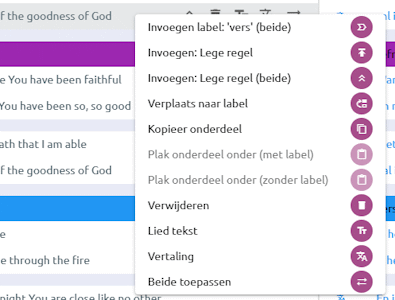 of the goodness of God
Invoegen label: 'vers' (beide)
Invoegen: Lege regel
e You have been faithful
Invoegen: Lege regel (beide)
You have been so, so good
Verplaats naar label
Kopieer onderdeel
ath that I am able
Plak onderdeel onder (met label)
f the goodness of God
Plak onderdeel onder (zonder label)
Verwijderen
Lied tekst
e through the fire
Vertaling
Beide toepassen
night You are close like no other